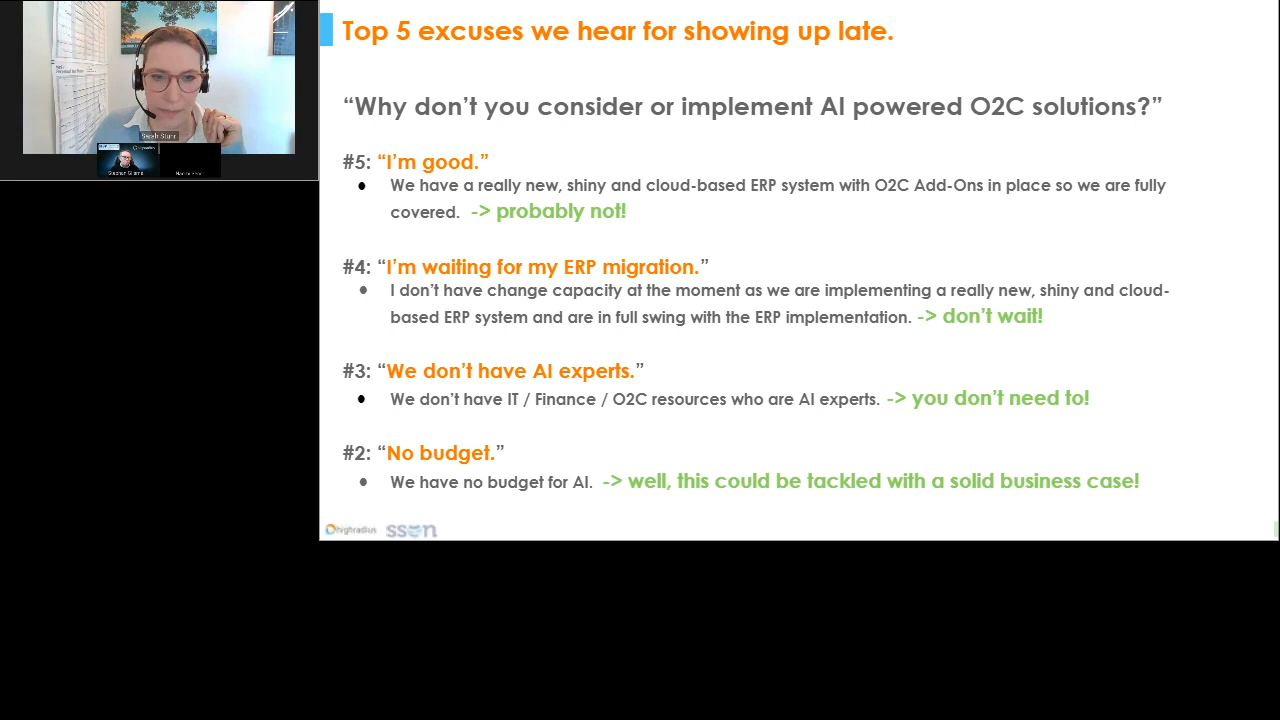 Top 5 excuses we hear for showing up late.
“Why don’t you consider or implement AI powered O2C solutions?”
#5: “I’m good.”
● We have a really new, shiny and cloud-based ERP system with O2C Add-Ons in place so we are fully
covered. -> probably not!
#4: “I’m waiting for my ERP migration.”
● I don’t have change capacity at the moment as we are implementing a really new, shiny and cloud-
based ERP system and are in full swing with the ERP implementation. -> don’t wait!
#3: “We don’t have AI experts.”
● We don’t have IT / Finance / O2C resources who are AI experts. -> you don’t need to!
#2: “No budget.”
● We have no budget for AI. -> well, this could be tackled with a solid business case!
highradius sson
Sarah Sturr
Stephan